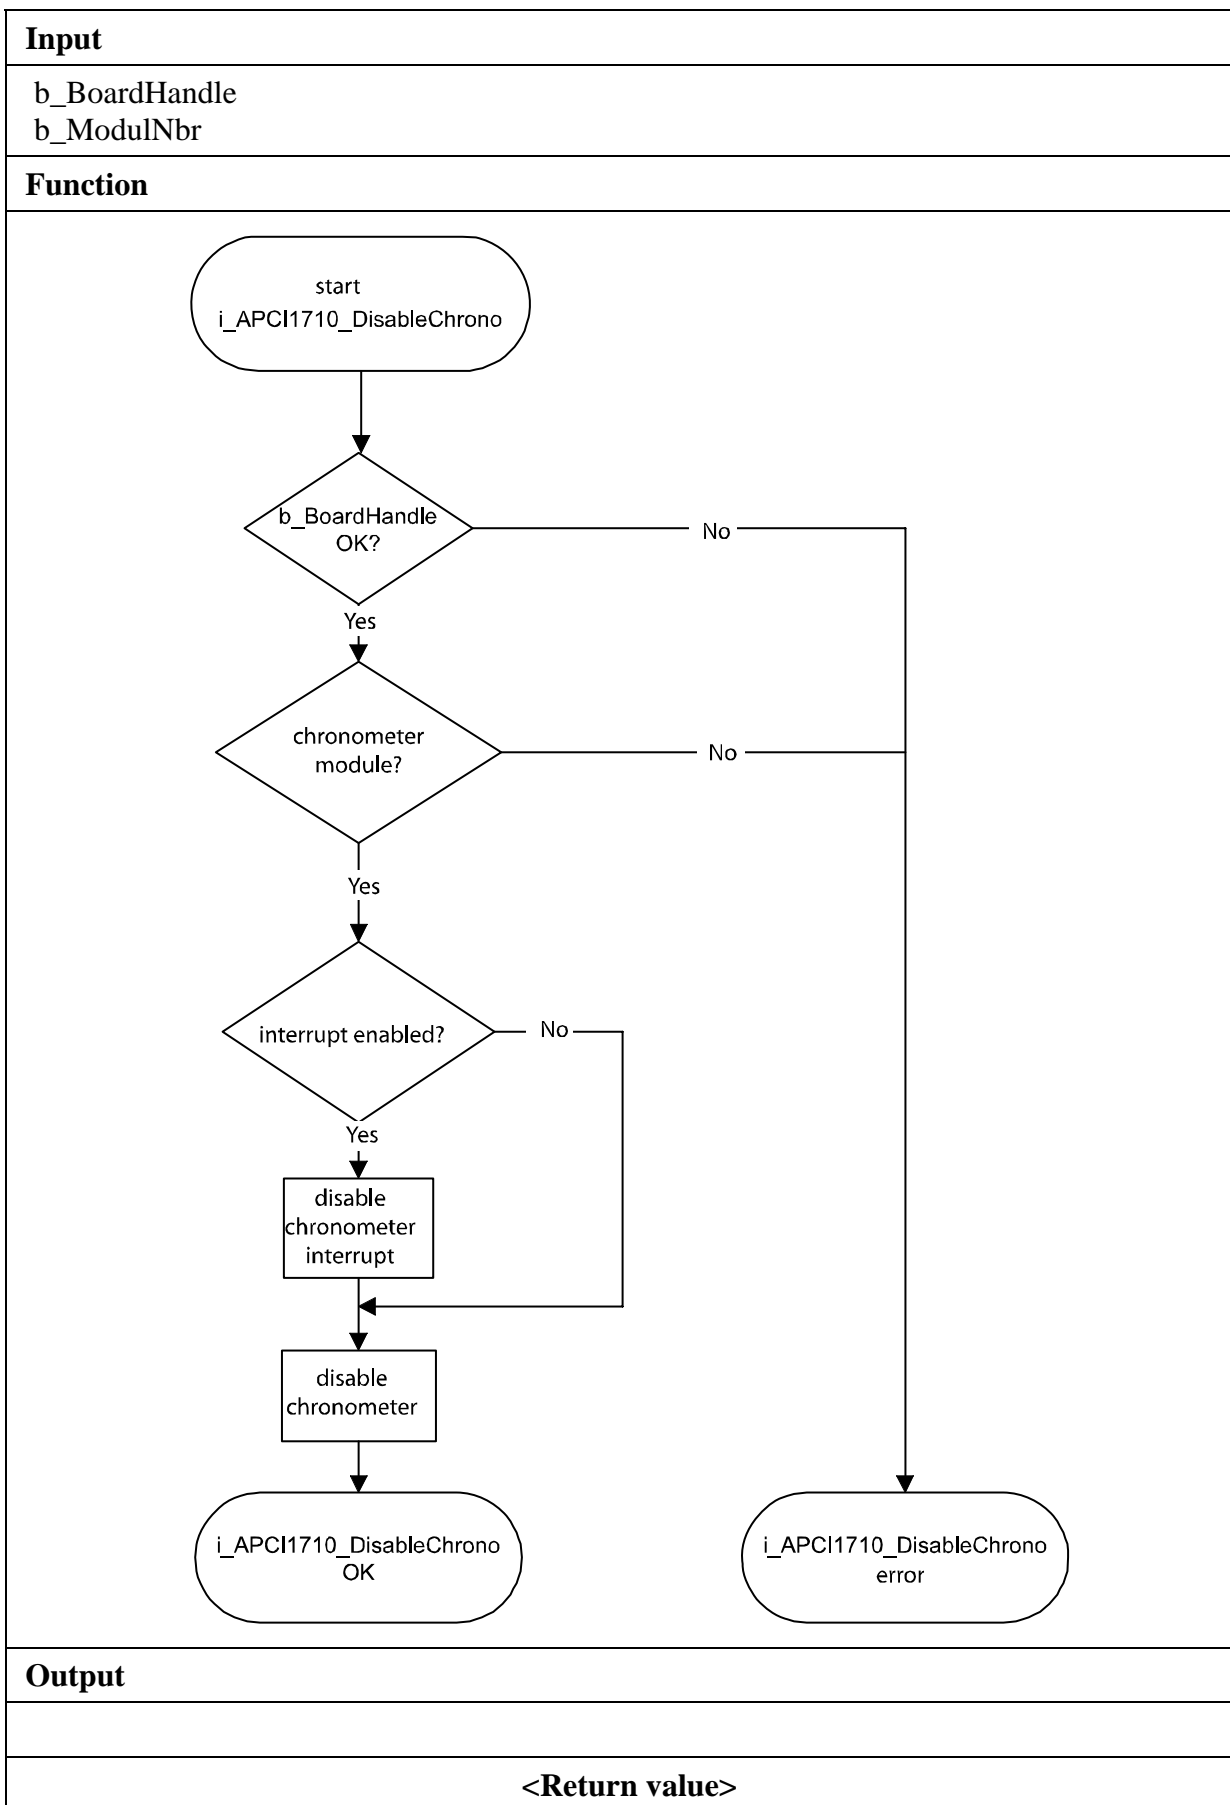 Input
b_BoardHandle
b_ModulNbr
Function
start
i_APCI1710_DisableChrono
b_BoardHandle
OK?
No
Yes
chronometer
module?
No
Yes
interrupt enabled?
No
Yes
disable
chronometer
interrupt
disable
chronometer
i_APCI1710_DisableChrono
OK
i_APCI1710_DisableChrono
error
Output
<Return value>